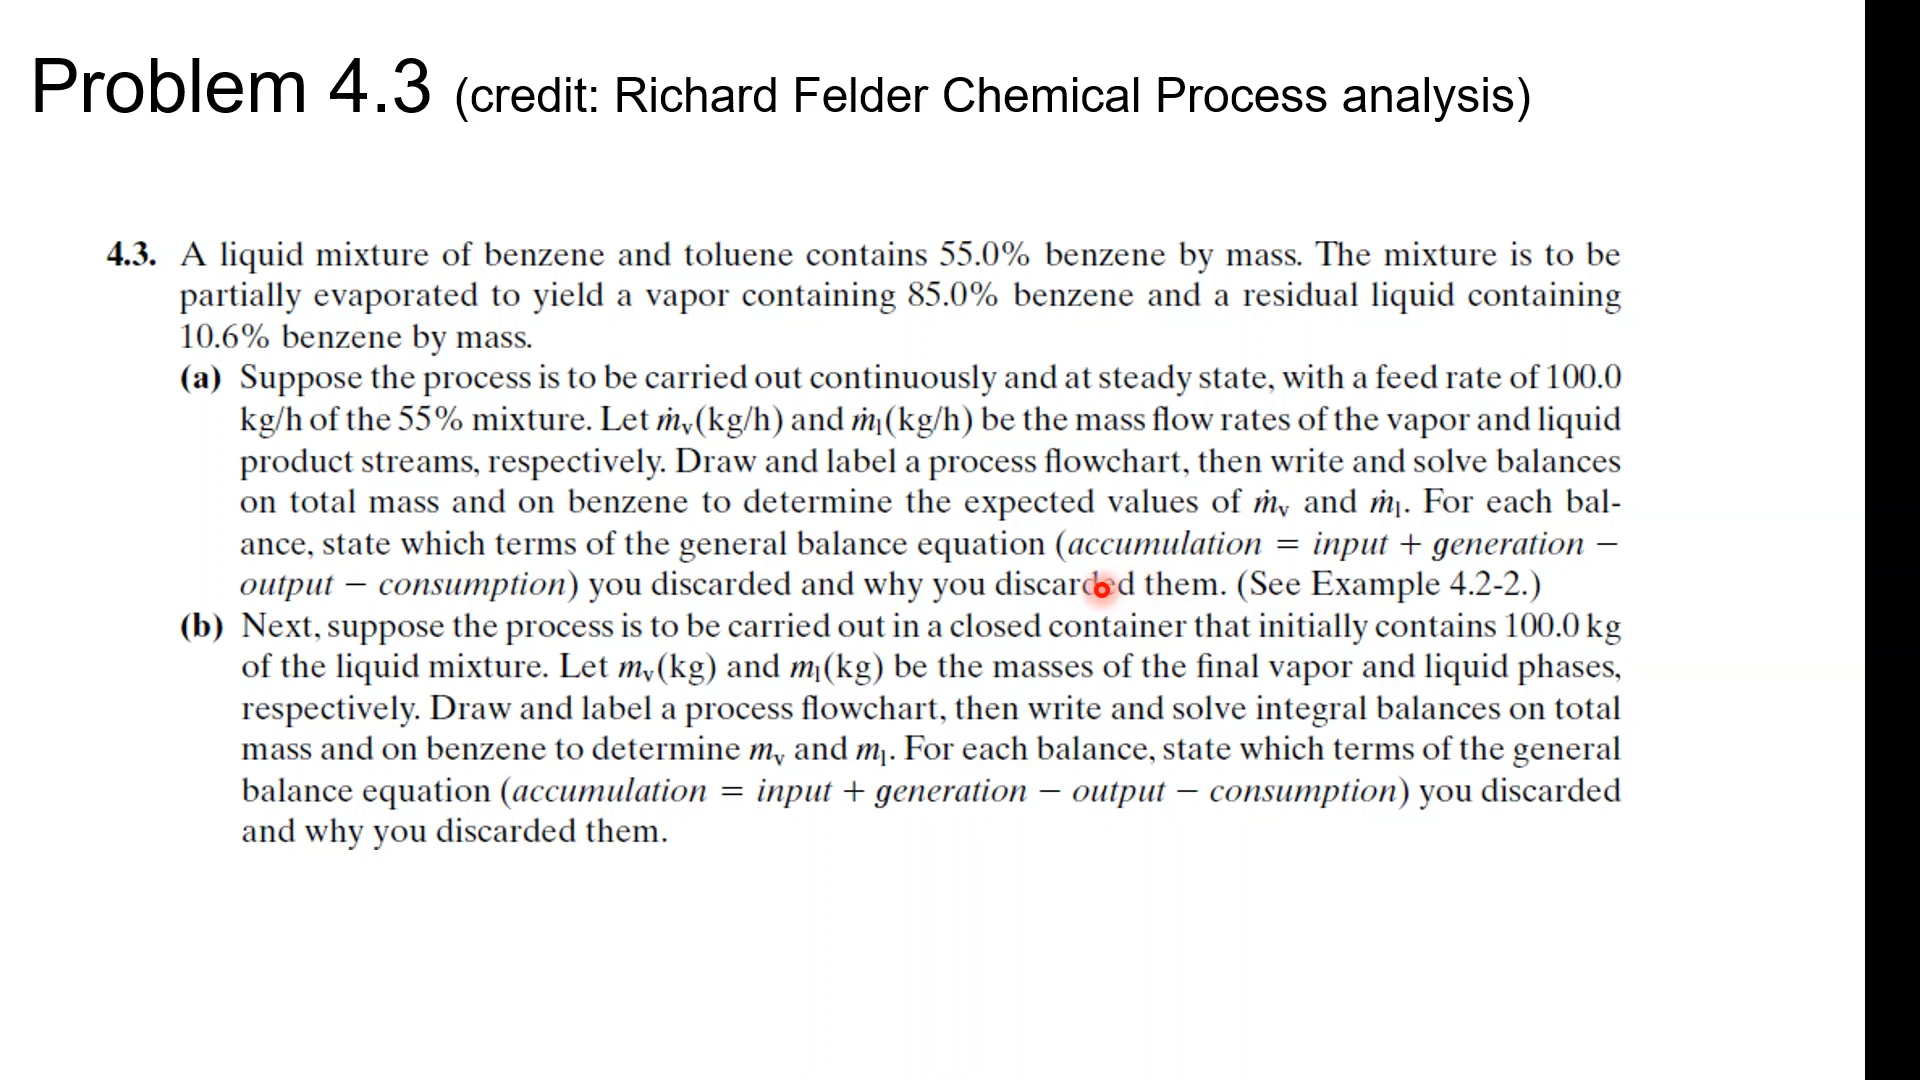 Problem 4.3 (credit: Richard Felder Chemical Process analysis)
4.3. A liquid mixture of benzene and toluene contains 55.0% benzene by mass. The mixture is to be
partially evaporated to yield a vapor containing 85.0% benzene and a residual liquid containing
10.6% benzene by mass.
(a) Suppose the process is to be carried out continuously and at steady state, with a feed rate of 100.0
kg/h of the 55% mixture. Let ṁᵥ(kg/h) and ṁₗ(kg/h) be the mass flow rates of the vapor and liquid
product streams, respectively. Draw and label a process flowchart, then write and solve balances
on total mass and on benzene to determine the expected values of ṁᵥ and ṁₗ. For each bal-
ance, state which terms of the general balance equation (accumulation = input + generation −
output − consumption) you discarded and why you discarded them. (See Example 4.2-2.)
(b) Next, suppose the process is to be carried out in a closed container that initially contains 100.0 kg
of the liquid mixture. Let mᵥ(kg) and mₗ(kg) be the masses of the final vapor and liquid phases,
respectively. Draw and label a process flowchart, then write and solve integral balances on total
mass and on benzene to determine mᵥ and mₗ. For each balance, state which terms of the general
balance equation (accumulation = input + generation − output − consumption) you discarded
and why you discarded them.